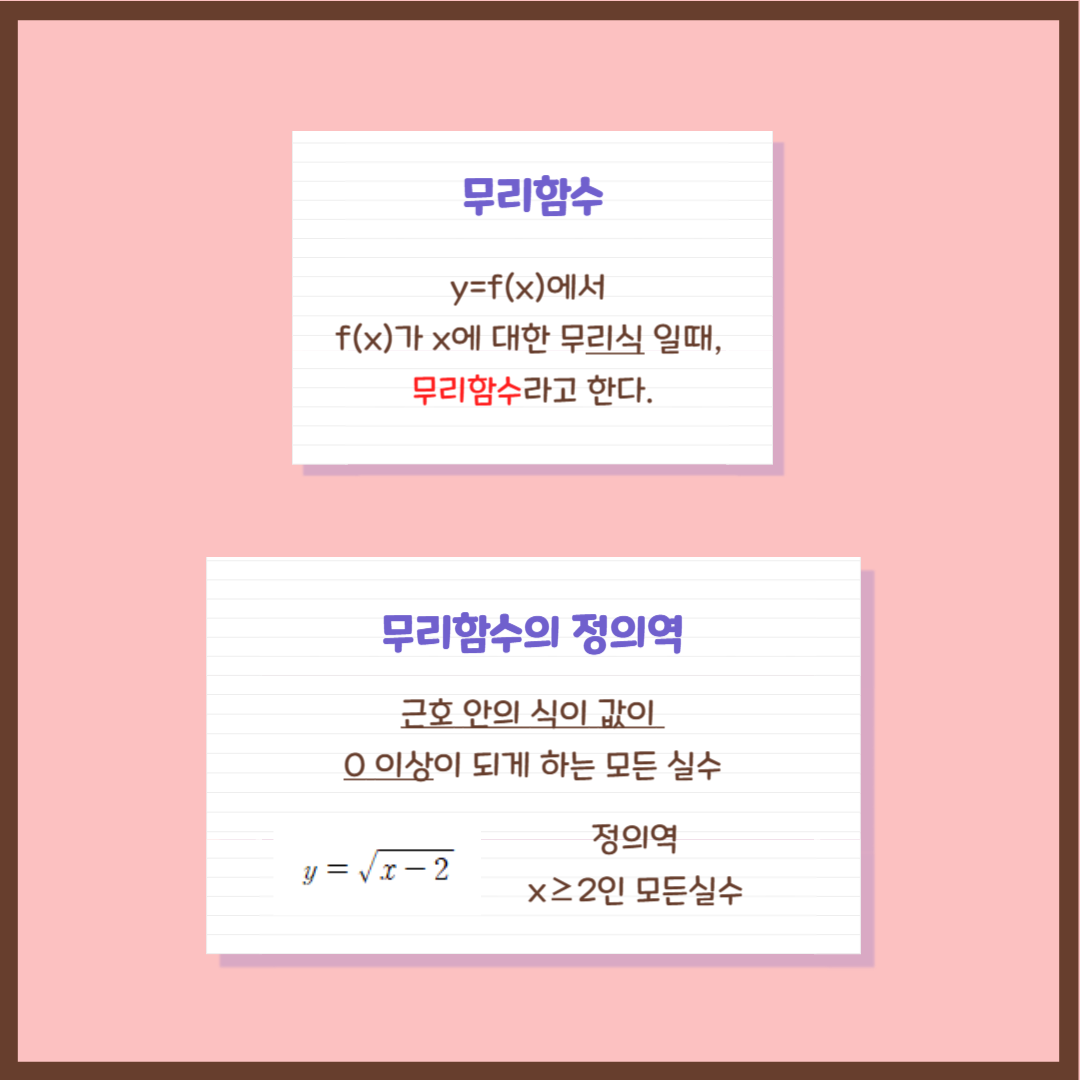 무리함수
y=f(x)에서
f(x)가 x에 대한 무리식 일때,
무리함수라고 한다.
무리함수의 정의역
근호 안의 식이 값이
0 이상이 되게 하는 모든 실수
y = √x − 2
정의역
x≥2인 모든실수